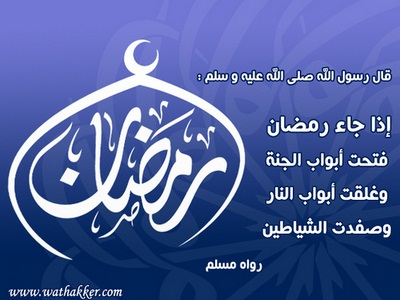 قال رسول الله صلى الله عليه و سلم :
إذا جاء رمضان
فتحت أبواب الجنة
وغلقت أبواب النار
وصفدت الشياطين
رواه مسلم
رمضان
www.wathakker.com